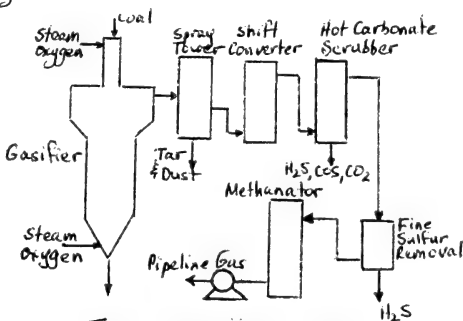 Coal
Steam
Oxygen
Spray
Tower
Shift
Converter
Hot Carbonate
Scrubber
Gasifier
Tar
& Dust
H₂S, COS, CO₂
Methanator
Steam
Oxygen
Pipeline Gas
Fine
Sulfur
Removal
H₂S